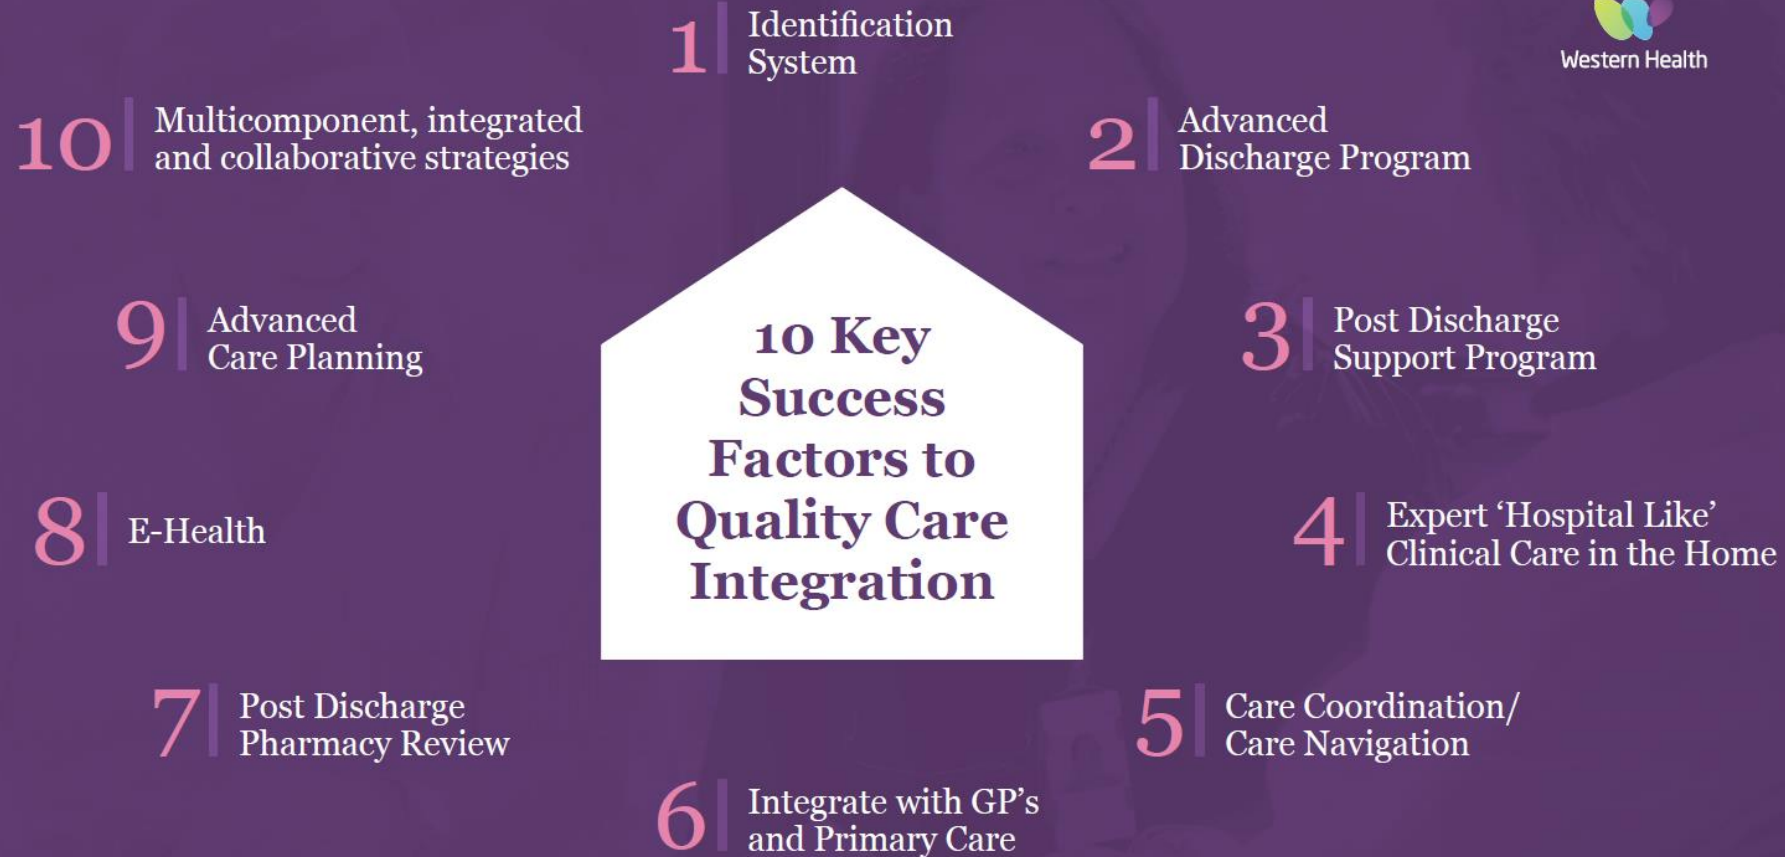 1
Identification
System
Western Health
2
Advanced
Discharge Program
3
Post Discharge
Support Program
4
Expert ‘Hospital Like’
Clinical Care in the Home
5
Care Coordination/
Care Navigation
6
Integrate with GP’s
and Primary Care
7
Post Discharge
Pharmacy Review
8
E-Health
9
Advanced
Care Planning
10
Multicomponent, integrated
and collaborative strategies
10 Key
Success
Factors to
Quality Care
Integration